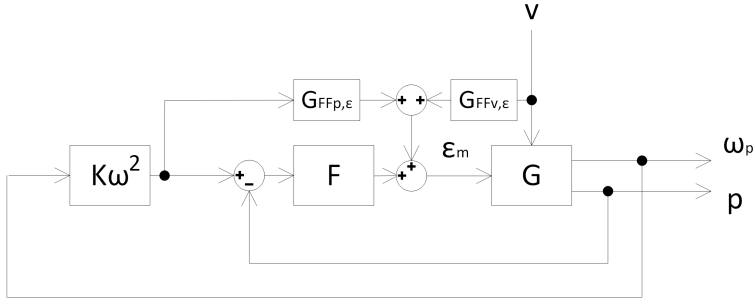 v
G_FFp,ε
+ +
G_FFv,ε
Kω²
+
-
F
+
+
ε_m
G
ω_p
p